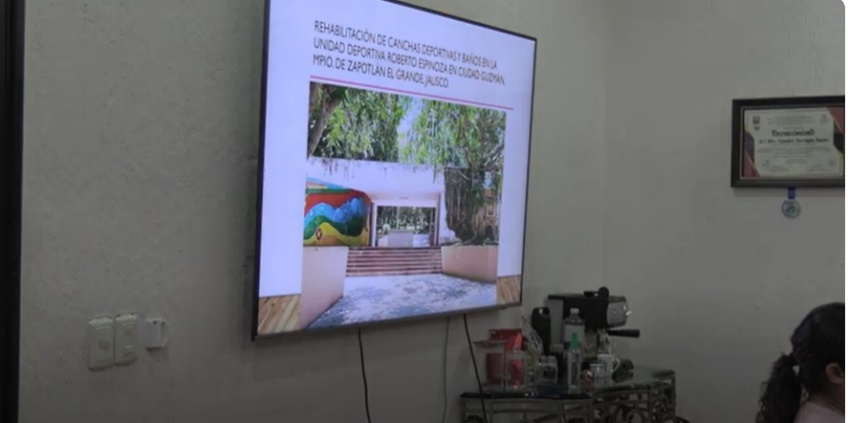 REHABILITACIÓN DE CANCHAS DEPORTIVAS Y BAÑOS EN LA
UNIDAD DEPORTIVA ROBERTO ESPINOZA EN CIUDAD GUZMAN,
MPIO. DE ZAPOTLÁN EL GRANDE, JALISCO.
Reconocimiento